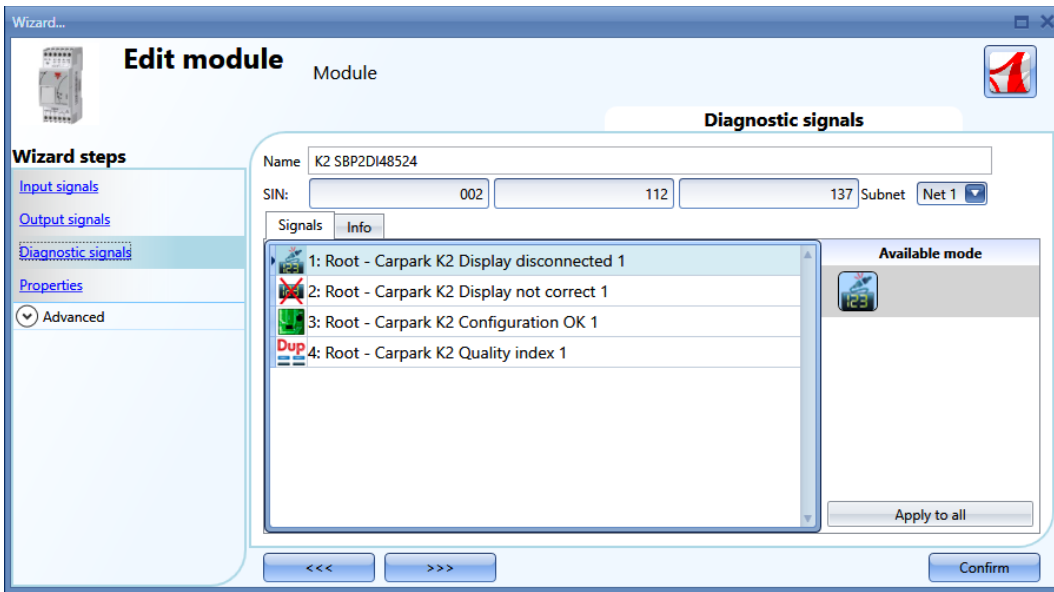 Wizard...
Edit module
Module
Diagnostic signals
Wizard steps
Input signals
Output signals
Diagnostic signals
Properties
Advanced
Name K2 SBP2DI48524
SIN: 002 112 137 Subnet Net 1
Signals Info
1: Root - Carpark K2 Display disconnected 1
2: Root - Carpark K2 Display not correct 1
3: Root - Carpark K2 Configuration OK 1
Dup 4: Root - Carpark K2 Quality index 1
Available mode
123
Apply to all
<<< >>>
Confirm